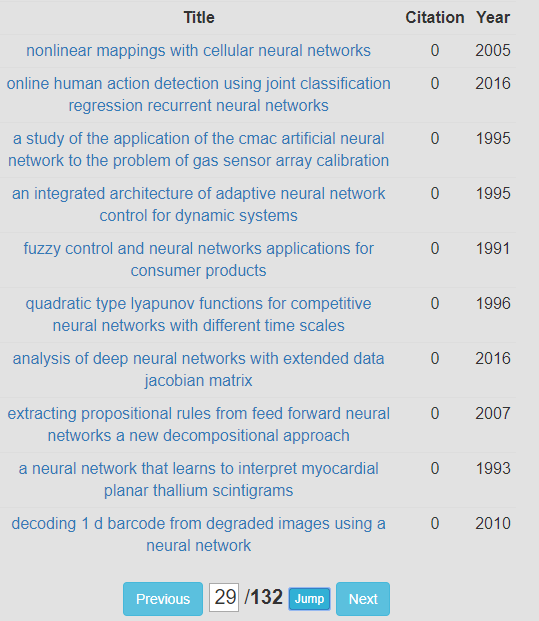 Title Citation Year
nonlinear mappings with cellular neural networks 0 2005
online human action detection using joint classification 0 2016
regression recurrent neural networks
a study of the application of the cmac artificial neural 0 1995
network to the problem of gas sensor array calibration
an integrated architecture of adaptive neural network 0 1995
control for dynamic systems
fuzzy control and neural networks applications for 0 1991
consumer products
quadratic type lyapunov functions for competitive 0 1996
neural networks with different time scales
analysis of deep neural networks with extended data 0 2016
jacobian matrix
extracting propositional rules from feed forward neural 0 2007
networks a new decompositional approach
a neural network that learns to interpret myocardial 0 1993
planar thallium scintigrams
decoding 1 d barcode from degraded images using a 0 2010
neural network
Previous 29 /132 Jump Next